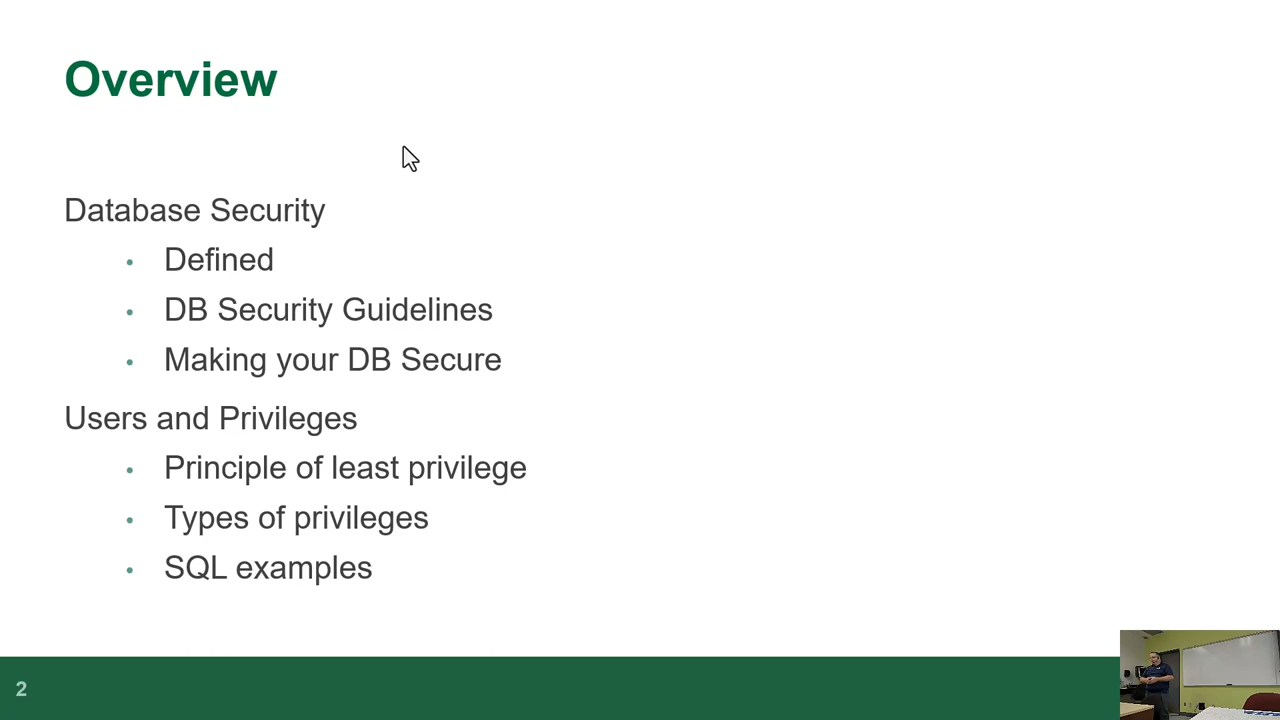 Overview
Database Security
• Defined
• DB Security Guidelines
• Making your DB Secure
Users and Privileges
• Principle of least privilege
• Types of privileges
• SQL examples
2